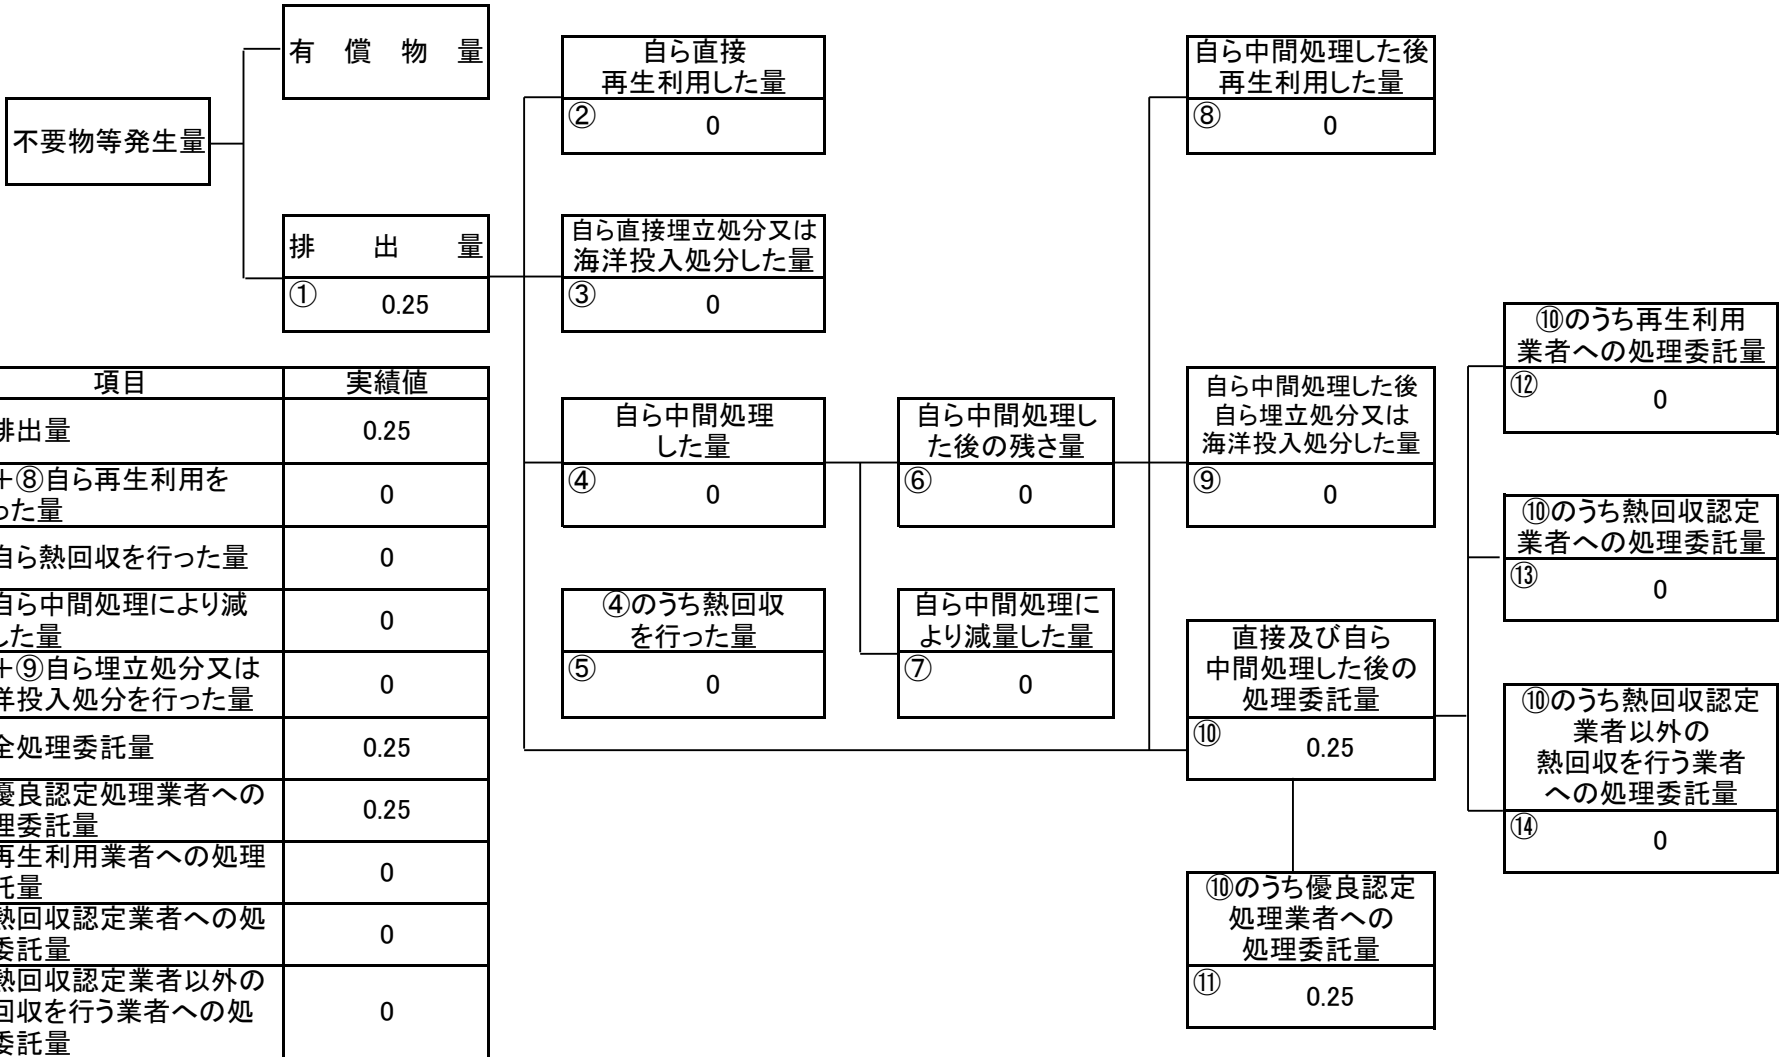 有償物量
不要物等発生量
排出量
① 0.25
自ら直接
再生利用した量
② 0
自ら直接埋立処分又は
海洋投入処分した量
③ 0
自ら中間処理
した量
④ 0
④のうち熱回収
を行った量
⑤ 0
自ら中間処理し
た後の残さ量
⑥ 0
自ら中間処理に
より減量した量
⑦ 0
自ら中間処理した後
再生利用した量
⑧ 0
自ら中間処理した後
自ら埋立処分又は
海洋投入処分した量
⑨ 0
直接及び自ら
中間処理した後の
処理委託量
⑩ 0.25
⑩のうち優良認定
処理業者への
処理委託量
⑪ 0.25
⑩のうち再生利用
業者への処理委託量
⑫ 0
⑩のうち熱回収認定
業者への処理委託量
⑬ 0
⑩のうち熱回収認定
業者以外の
熱回収を行う業者
への処理委託量
⑭ 0
項目 実績値
排出量 0.25
+⑧自ら再生利用を
った量 0
自ら熱回収を行った量 0
自ら中間処理により減
した量 0
+⑨自ら埋立処分又は
洋投入処分を行った量 0
全処理委託量 0.25
優良認定処理業者への
理委託量 0.25
再生利用業者への処理
託量 0
熱回収認定業者への処
委託量 0
熱回収認定業者以外の
回収を行う業者への処
委託量 0